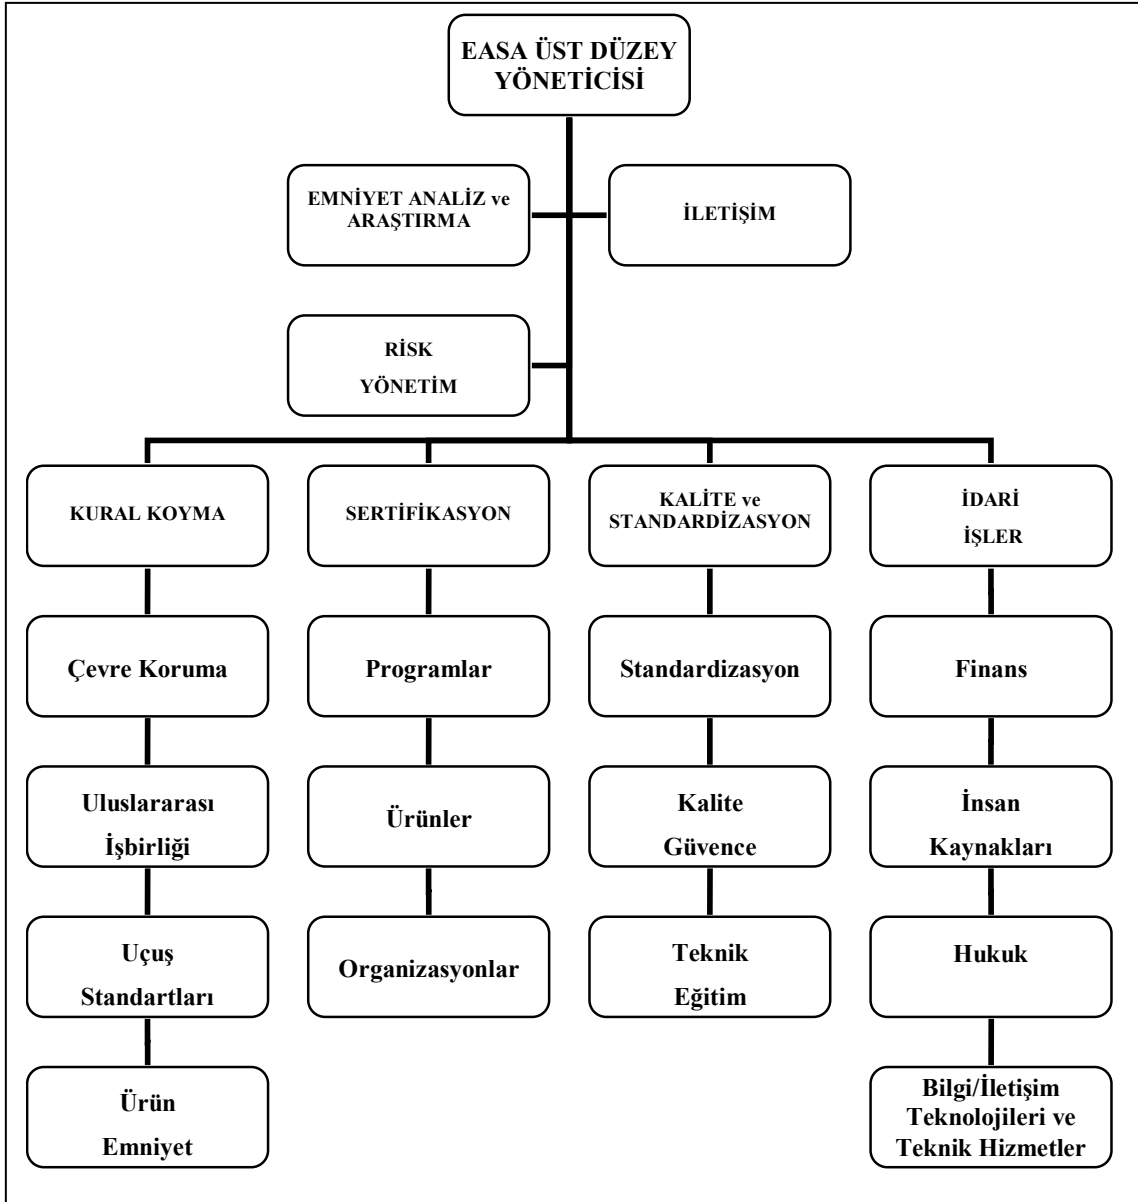 EASA ÜST DÜZEY
YÖNETİCİSİ
EMNİYET ANALİZ ve
ARAŞTIRMA
İLETİŞİM
RİSK
YÖNETİM
KURAL KOYMA
SERTİFİKASYON
KALİTE ve
STANDARDİZASYON
İDARİ
İŞLER
Çevre Koruma
Programlar
Standardizasyon
Finans
Uluslararası
İşbirliği
Ürünler
Kalite
Güvence
İnsan
Kaynakları
Uçuş
Standartları
Organizasyonlar
Teknik
Eğitim
Hukuk
Ürün
Emniyet
Bilgi/İletişim
Teknolojileri ve
Teknik Hizmetler